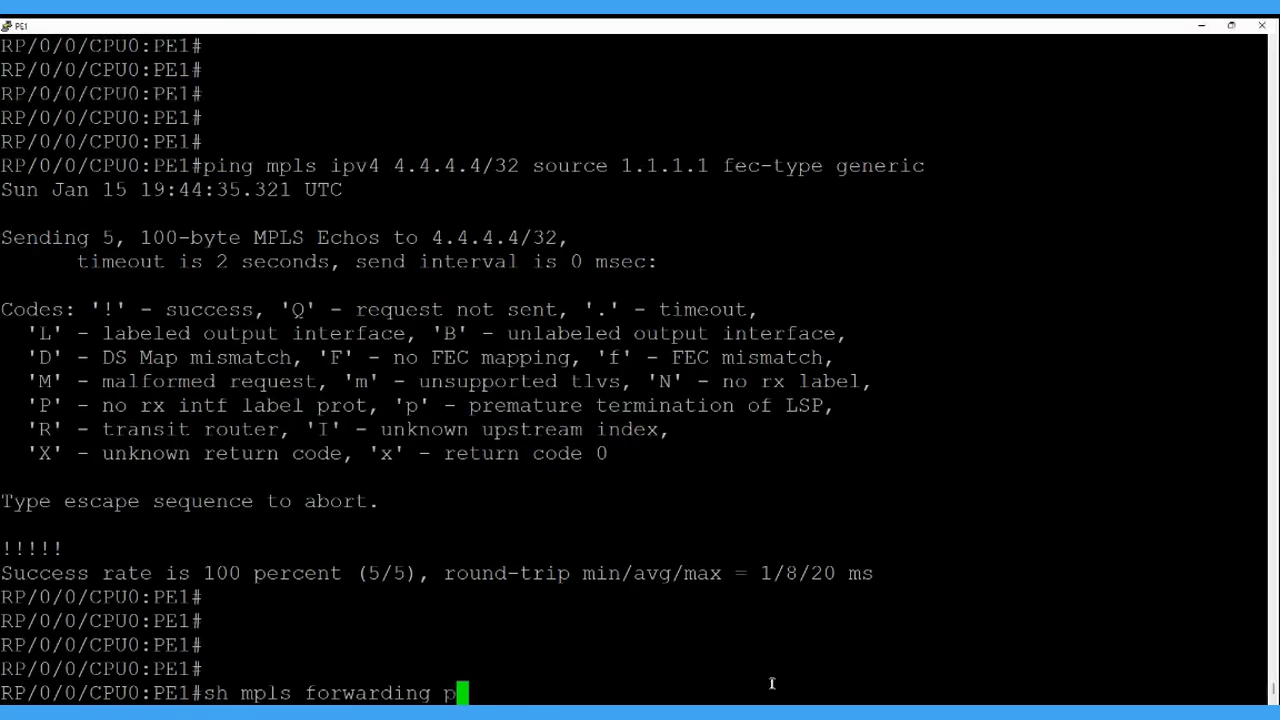 PE1
RP/0/0/CPU0:PE1#
RP/0/0/CPU0:PE1#
RP/0/0/CPU0:PE1#
RP/0/0/CPU0:PE1#
RP/0/0/CPU0:PE1#
RP/0/0/CPU0:PE1#ping mpls ipv4 4.4.4.4/32 source 1.1.1.1 fec-type generic
Sun Jan 15 19:44:35.321 UTC
Sending 5, 100-byte MPLS Echos to 4.4.4.4/32,
timeout is 2 seconds, send interval is 0 msec:
Codes: '!' - success, 'Q' - request not sent, '.' - timeout,
'L' - labeled output interface, 'B' - unlabeled output interface,
'D' - DS Map mismatch, 'F' - no FEC mapping, 'f' - FEC mismatch,
'M' - malformed request, 'm' - unsupported tlvs, 'N' - no rx label,
'P' - no rx intf label prot, 'p' - premature termination of LSP,
'R' - transit router, 'I' - unknown upstream index,
'X' - unknown return code, 'x' - return code 0
Type escape sequence to abort.
!!!!!
Success rate is 100 percent (5/5), round-trip min/avg/max = 1/8/20 ms
RP/0/0/CPU0:PE1#
RP/0/0/CPU0:PE1#
RP/0/0/CPU0:PE1#
RP/0/0/CPU0:PE1#
RP/0/0/CPU0:PE1#sh mpls forwarding p